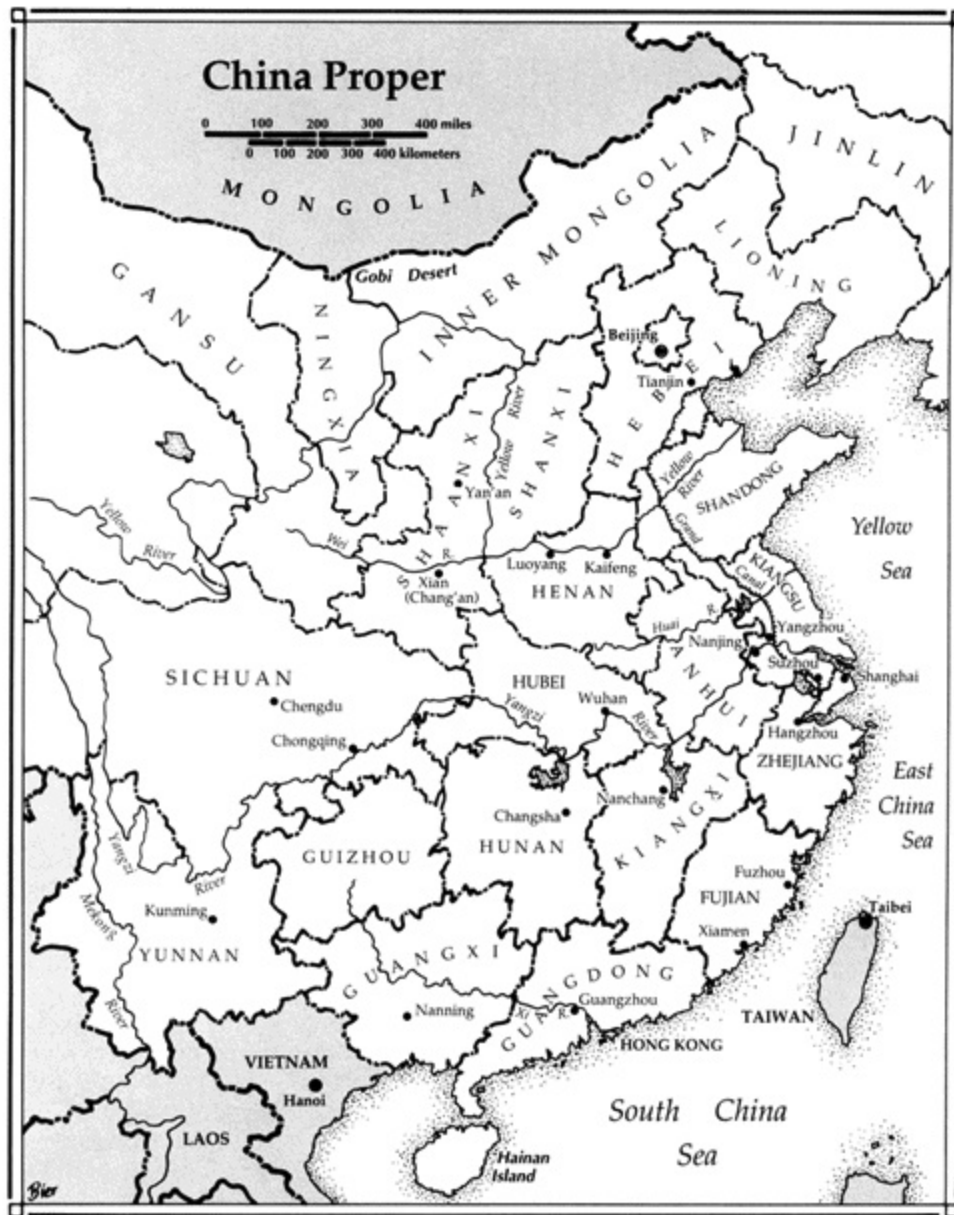 China Proper
0 100 200 300 400 miles
0 100 200 300 400 kilometers
MONGOLIA
JINLIN
INNER MONGOLIA
LIONING
Gobi Desert
GANSU
NINGXIA
Beijing
Tianjin
HEBEI
SHAANXI
Yellow River
SHANXI
Yan'an
Yellow River
SHANDONG
Grand Canal
Yellow Sea
Yellow River
Wei R.
Xian
(Chang'an)
Luoyang
Kaifeng
HENAN
KIANGSU
Huai R.
Yangzhou
Nanjing
Suzhou
Shanghai
ANHUI
SICHUAN
Chengdu
HUBEI
Wuhan
Yangzi River
Chongqing
Hangzhou
ZHEJIANG
East China Sea
Nanchang
KIANGXI
Changsha
HUNAN
GUIZHOU
Yangzi River
Mekong River
Kunming
YUNNAN
Fuzhou
FUJIAN
Xiamen
Taibei
TAIWAN
GUANGXI
GUANGDONG
Nanning
Xi R.
Guangzhou
HONG KONG
VIETNAM
Hanoi
LAOS
South China Sea
Hainan
Island
Bier